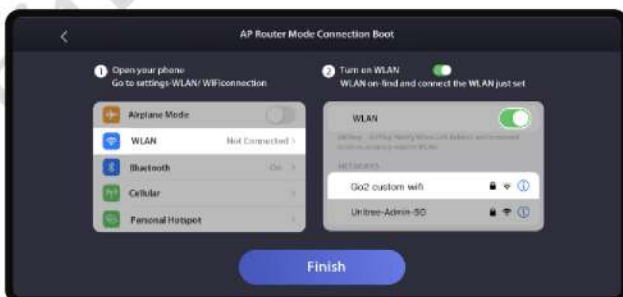 AP Router Mode Connection Boot
1 Open your phone
Go to settings-WLAN/ WIFIconnection
Airplane Mode
WLAN Not Connected
Bluetooth On
Cellular
Personal Hotspot
2 Turn on WLAN
WLAN on-find and connect the WLAN just set
WLAN
NETWORKS
Go2 custom wifi
Unitree-Admin-5G
Finish